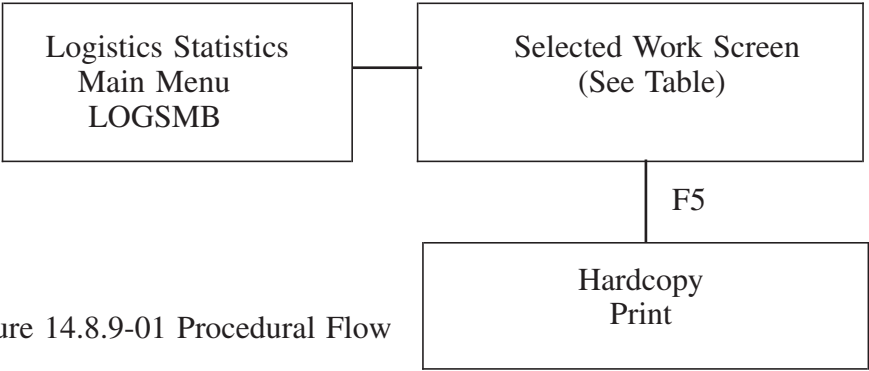 Logistics Statistics
Main Menu
LOGSMB
Selected Work Screen
(See Table)
F5
Hardcopy
Print
ure 14.8.9-01 Procedural Flow